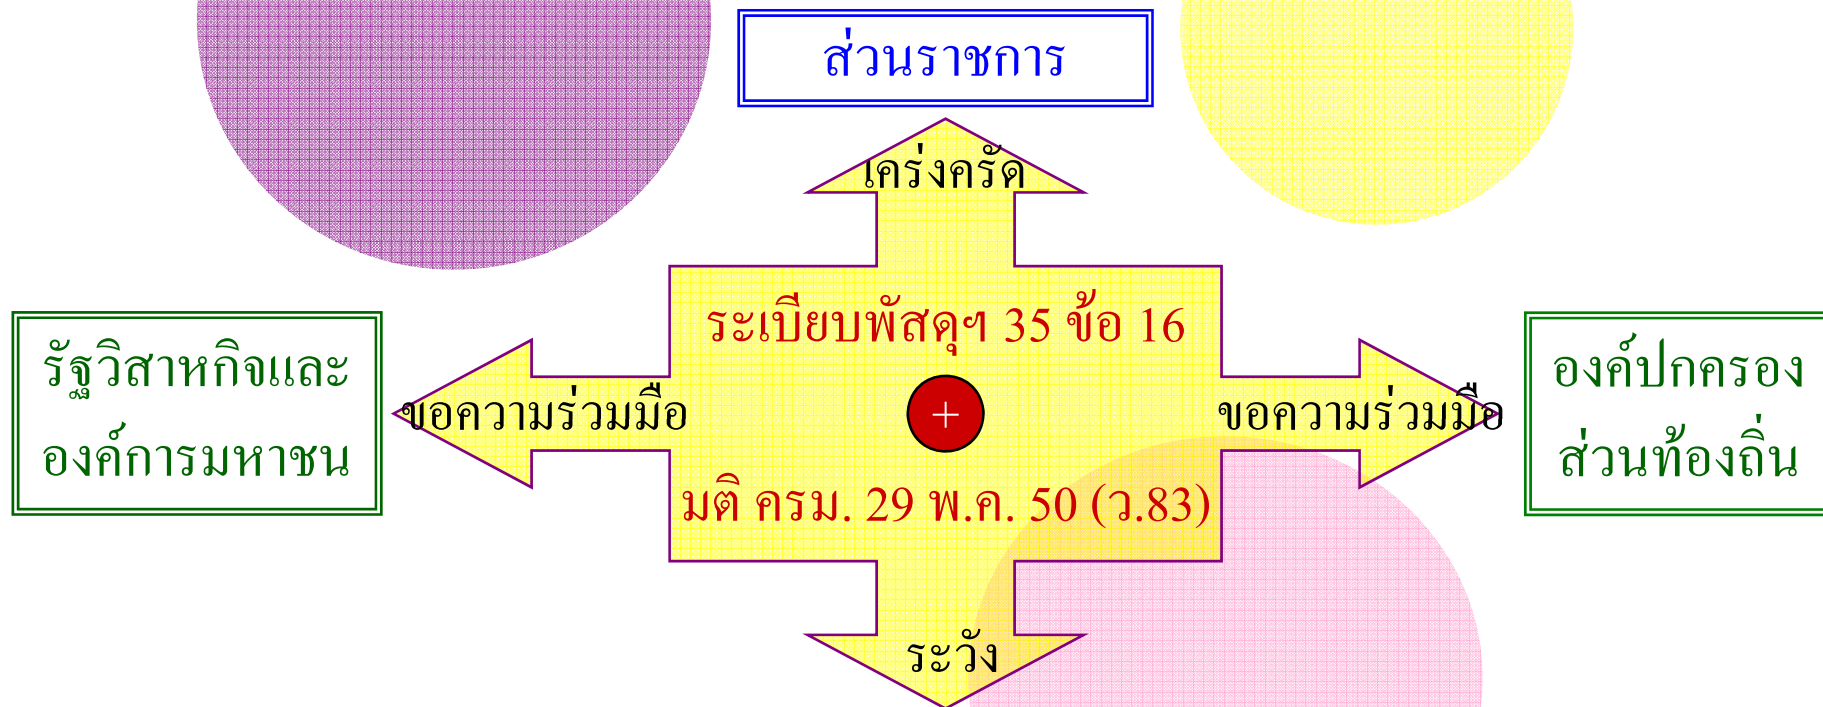 ส่วนราชการ
เคร่งครัด
ระเบียบพัสดุฯ 35 ข้อ 16
รัฐวิสาหกิจและ
องค์การมหาชน
ขอความร่วมมือ
+
ขอความร่วมมือ
องค์ปกครอง
ส่วนท้องถิ่น
มติ ครม. 29 พ.ค. 50 (ว.83)
ระวัง